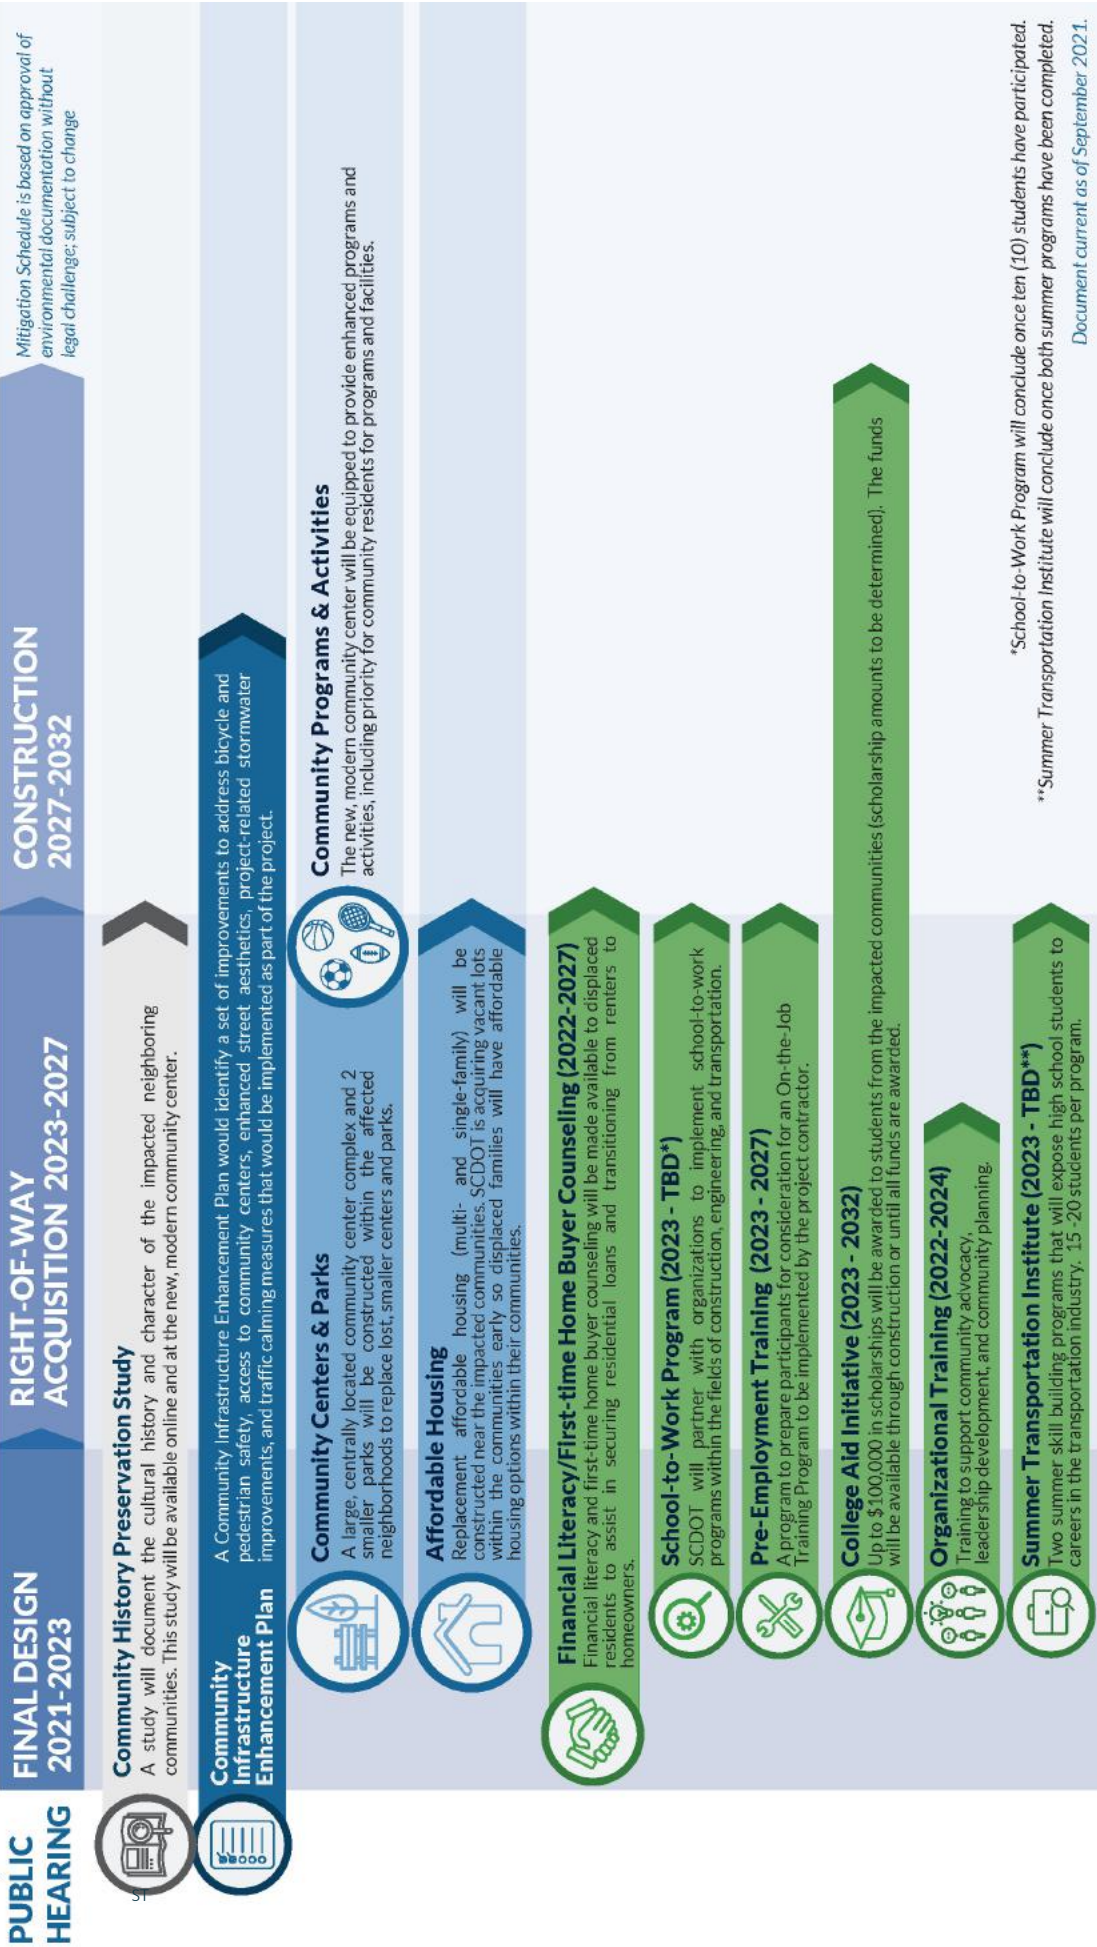 PUBLIC
HEARING
FINAL DESIGN
2021-2023
RIGHT-OF-WAY
ACQUISITION 2023-2027
CONSTRUCTION
2027-2032
Mitigation Schedule is based on approval of
environmental documentation without
legal challenge; subject to change
Community History Preservation Study
A study will document the cultural history and character of the impacted neighboring
communities. This study will be available online and at the new, modern community center.
ST
Community
Infrastructure
Enhancement Plan
A Community Infrastructure Enhancement Plan would identify a set of improvements to address bicycle and
pedestrian safety, access to community centers, enhanced street aesthetics, project-related stormwater
improvements, and traffic calming measures that would be implemented as part of the project.
Community Centers & Parks
A large, centrally located community center complex and 2
smaller parks will be constructed within the affected
neighborhoods to replace lost, smaller centers and parks.
Community Programs & Activities
The new, modern community center will be equipped to provide enhanced programs and
activities, including priority for community residents for programs and facilities.
Affordable Housing
Replacement affordable housing (multi- and single-family) will be
constructed near the impacted communities. SCDOT is acquiring vacant lots
within the communities early so displaced families will have affordable
housing options within their communities.
Financial Literacy/First-time Home Buyer Counseling (2022-2027)
Financial literacy and first-time home buyer counseling will be made available to displaced
residents to assist in securing residential loans and transitioning from renters to
homeowners.
School-to-Work Program (2023 - TBD*)
SCDOT will partner with organizations to implement school-to-work
programs within the fields of construction, engineering, and transportation.
Pre-Employment Training (2023 - 2027)
A program to prepare participants for consideration for an On-the-Job
Training Program to be implemented by the project contractor.
College Aid Initiative (2023 - 2032)
Up to $100,000 in scholarships will be awarded to students from the impacted communities (scholarship amounts to be determined). The funds
will be available through construction or until all funds are awarded.
Organizational Training (2022-2024)
Training to support community advocacy,
leadership development, and community planning.
Summer Transportation Institute (2023 - TBD**)
Two summer skill building programs that will expose high school students to
careers in the transportation industry. 15 -20 students per program.
*School-to-Work Program will conclude once ten (10) students have participated.
**Summer Transportation Institute will conclude once both summer programs have been completed.
Document current as of September 2021.